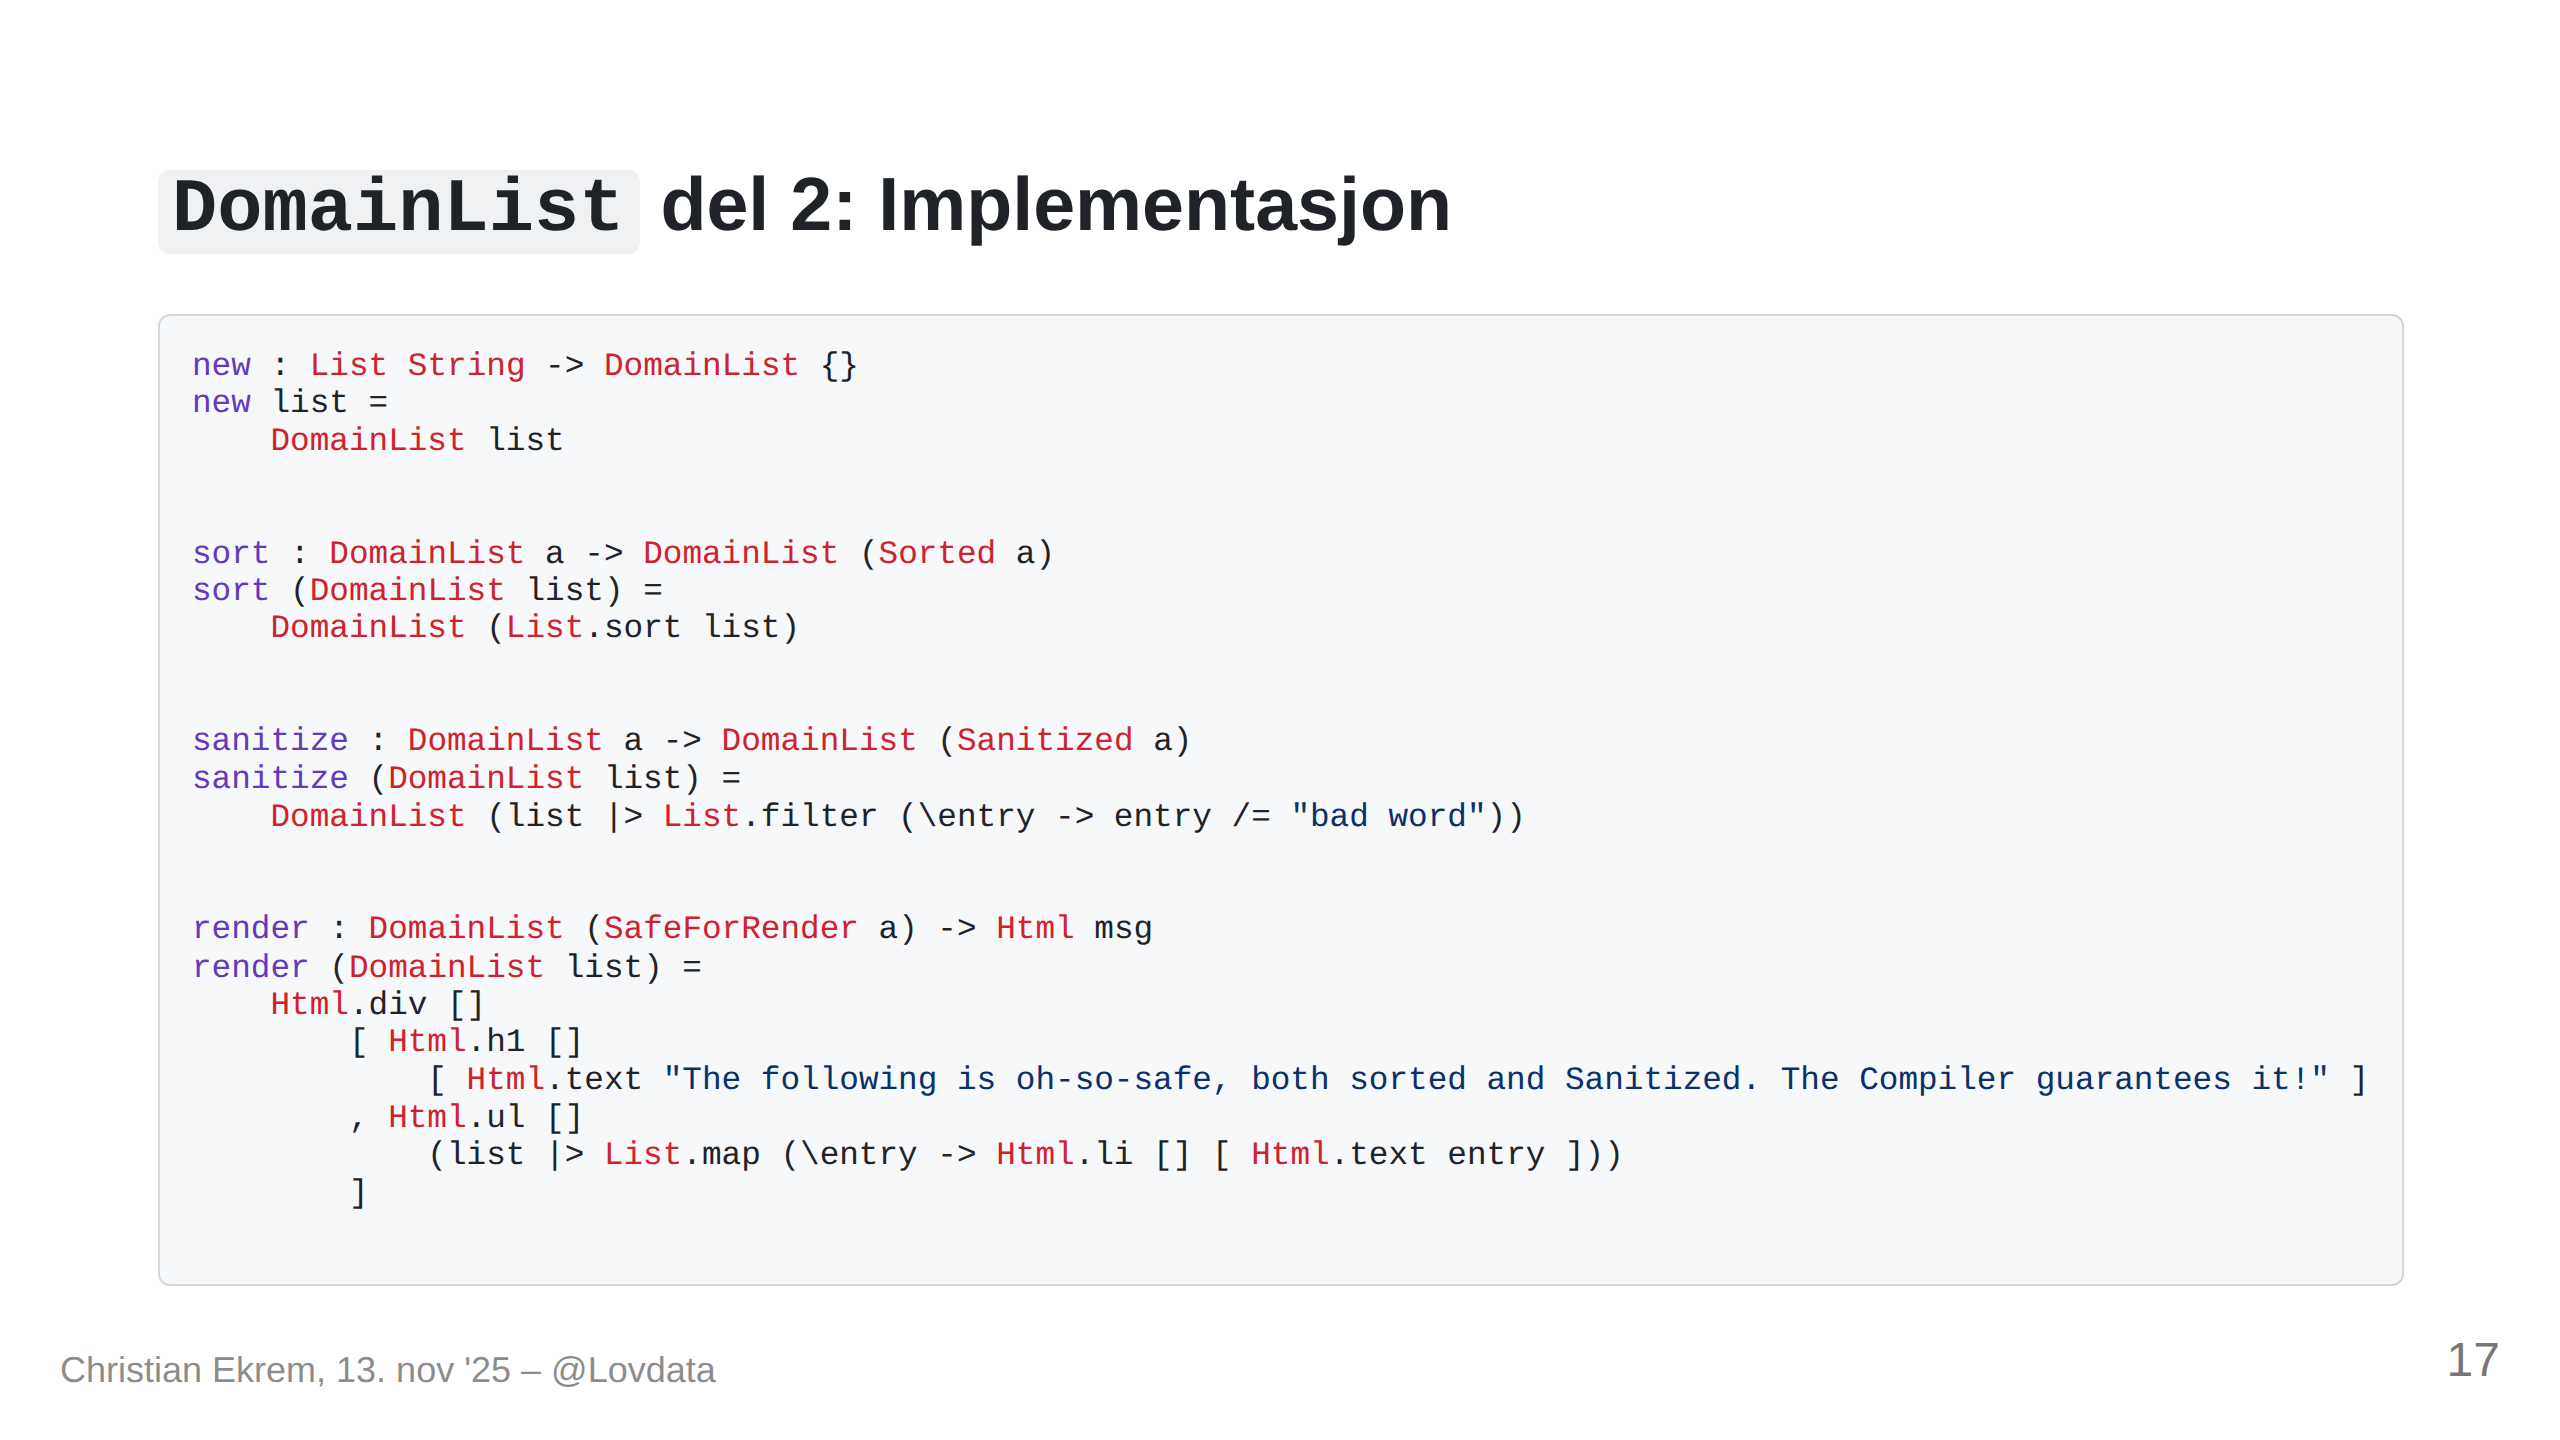 DomainList del 2: Implementasjon
new : List String -> DomainList {}
new list =
    DomainList list
sort : DomainList a -> DomainList (Sorted a)
sort (DomainList list) =
    DomainList (List.sort list)
sanitize : DomainList a -> DomainList (Sanitized a)
sanitize (DomainList list) =
    DomainList (list |> List.filter (\entry -> entry /= "bad word"))
render : DomainList (SafeForRender a) -> Html msg
render (DomainList list) =
    Html.div []
        [ Html.h1 []
            [ Html.text "The following is oh-so-safe, both sorted and Sanitized. The Compiler guarantees it!" ]
        , Html.ul []
            (list |> List.map (\entry -> Html.li [] [ Html.text entry ]))
        ]
Christian Ekrem, 13. nov '25 – @Lovdata
17